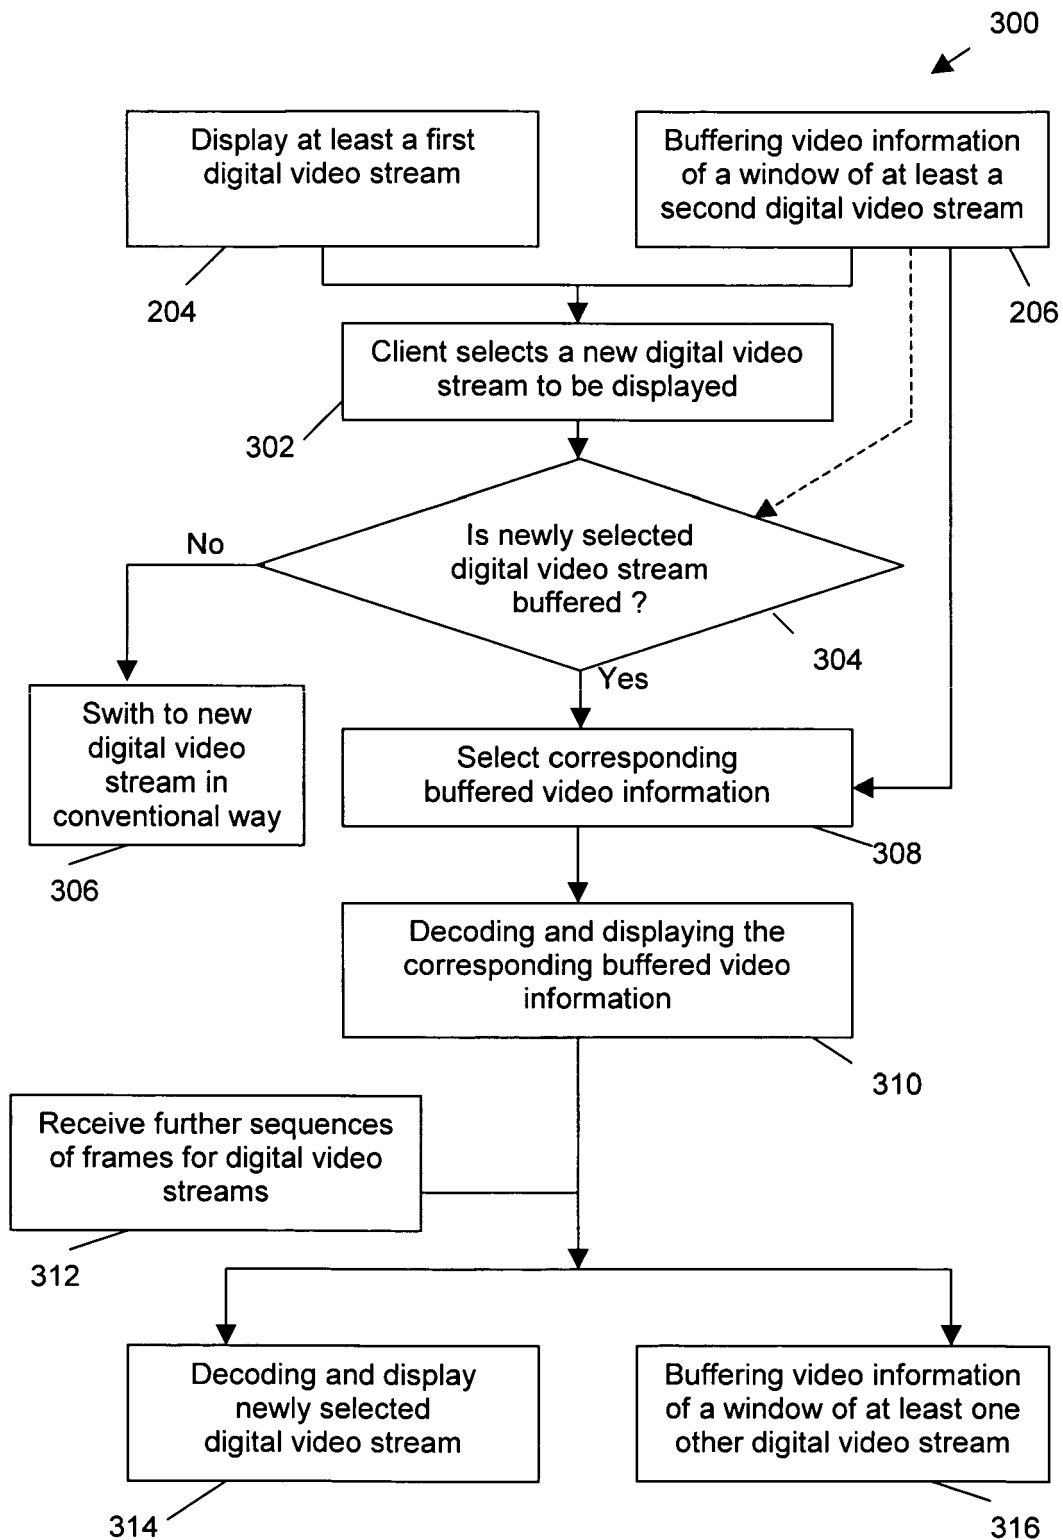 300
Display at least a first
digital video stream
Buffering video information
of a window of at least a
second digital video stream
204
206
Client selects a new digital video
stream to be displayed
302
Is newly selected
digital video stream
buffered ?
No
304
Yes
Swith to new
digital video
stream in
conventional way
Select corresponding
buffered video information
306
308
Decoding and displaying the
corresponding buffered video
information
310
Receive further sequences
of frames for digital video
streams
312
Decoding and display
newly selected
digital video stream
Buffering video information
of a window of at least one
other digital video stream
314
316